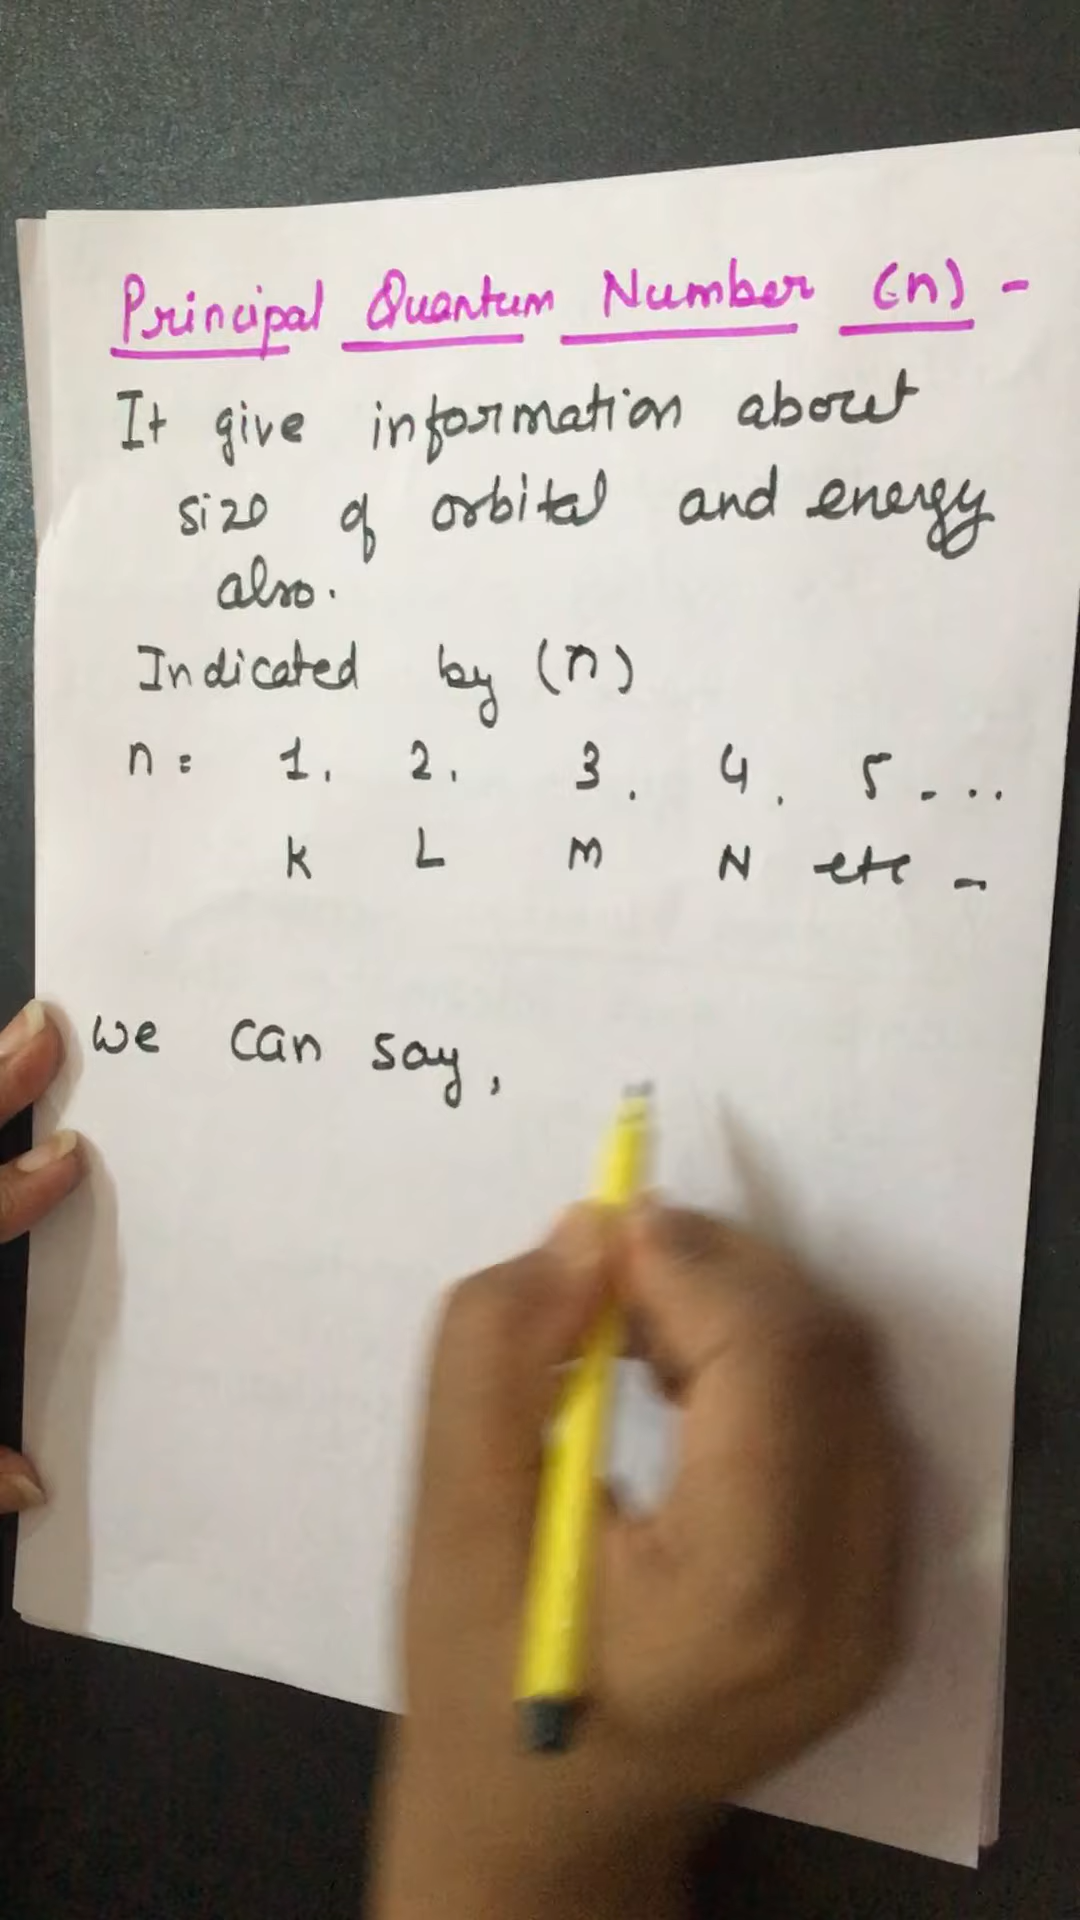 Principal Quantum Number (n) -
It give information about
size of orbital and energy
also.
Indicated by (n)
n = 1, 2, 3, 4, 5 - ...
K L M N etc -
we can say,